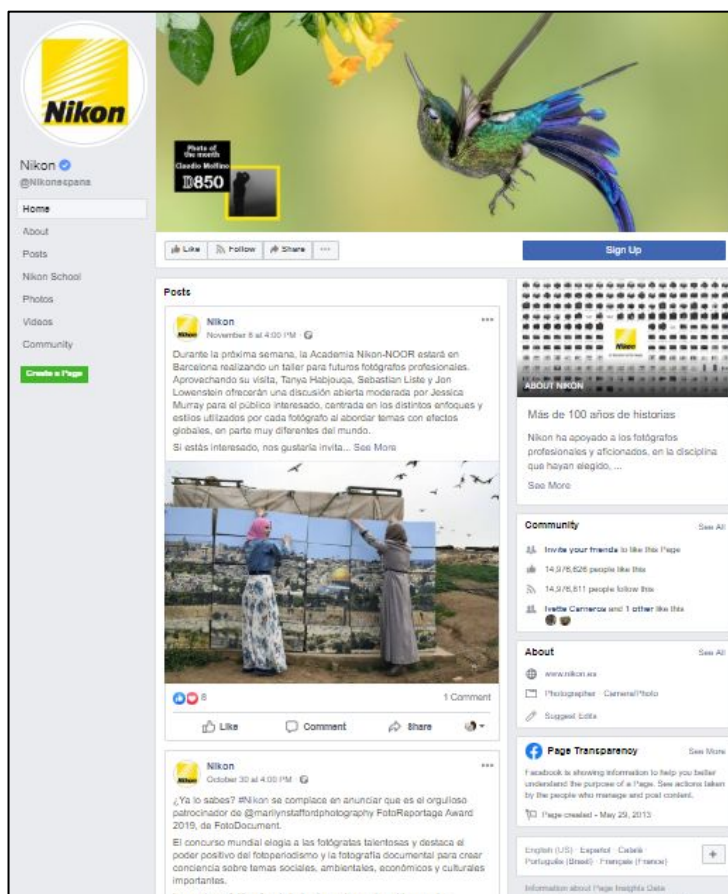 Nikon
Nikon
@Nikonespana
Home
About
Posts
Nikon School
Photos
Videos
Community
Create a Page
Photo of
the month
Claudio Molfino
D850
Like
Follow
Share
...
Sign Up
Posts
Nikon
November 6 at 4:00 PM ·
Durante la próxima semana, la Academia Nikon-NOOR estará en
Barcelona realizando un taller para futuros fotógrafos profesionales.
Aprovechando su visita, Tanya Habjouqa, Sebastian Liste y Jon
Lowenstein ofrecerán una discusión abierta moderada por Jessica
Murray para el público interesado, centrada en los distintos enfoques y
estilos utilizados por cada fotógrafo al abordar temas con efectos
globales, en parte muy diferentes del mundo.
Si estás interesado, nos gustaría invita... See More
8
1 Comment
Like
Comment
Share
Nikon
October 30 at 4:00 PM ·
¿Ya lo sabes? #Nikon se complace en anunciar que es el orgulloso
patrocinador de @marilynstaffordphotography FotoReportage Award
2019, de FotoDocument.
El concurso mundial elogia a las fotógrafas talentosas y destaca el
poder positivo del fotoperiodismo y la fotografía documental para crear
conciencia sobre temas sociales, ambientales, económicos y culturales
importantes.
Nikon
ABOUT NIKON
Más de 100 años de historias
Nikon ha apoyado a los fotógrafos
profesionales y aficionados, en la disciplina
que hayan elegido, ...
See More
Community
See All
Invite your friends to like this Page
14,976,626 people like this
14,976,811 people follow this
Ivette Carneros and 1 other like this
About
See All
www.nikon.es
Photographer · Camera/Photo
Suggest Edits
Page Transparency
See More
Facebook is showing information to help you better
understand the purpose of a Page. See actions taken
by the people who manage and post content.
Page created - May 29, 2013
English (US) · Español · Català ·
Português (Brasil) · Français (France)
+
Information about Page Insights Data